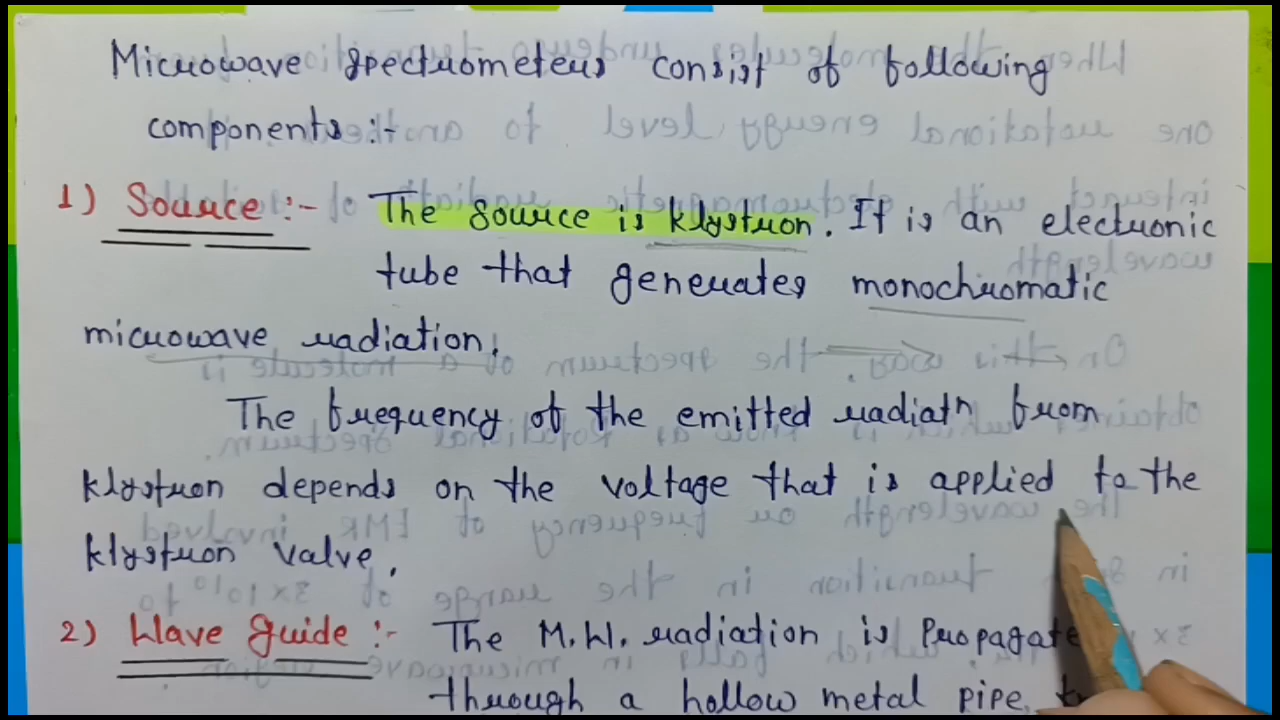 Microwave spectrometers consist of following
components :-
1) Source :- The source is klystron. It is an electronic
tube that generates monochromatic
microwave radiation.
The frequency of the emitted radiatn from
klystron depends on the voltage that is applied to the
klystron valve.
2) Wave guide :- The M.W. radiation is Propagate
through a hollow metal pipe.